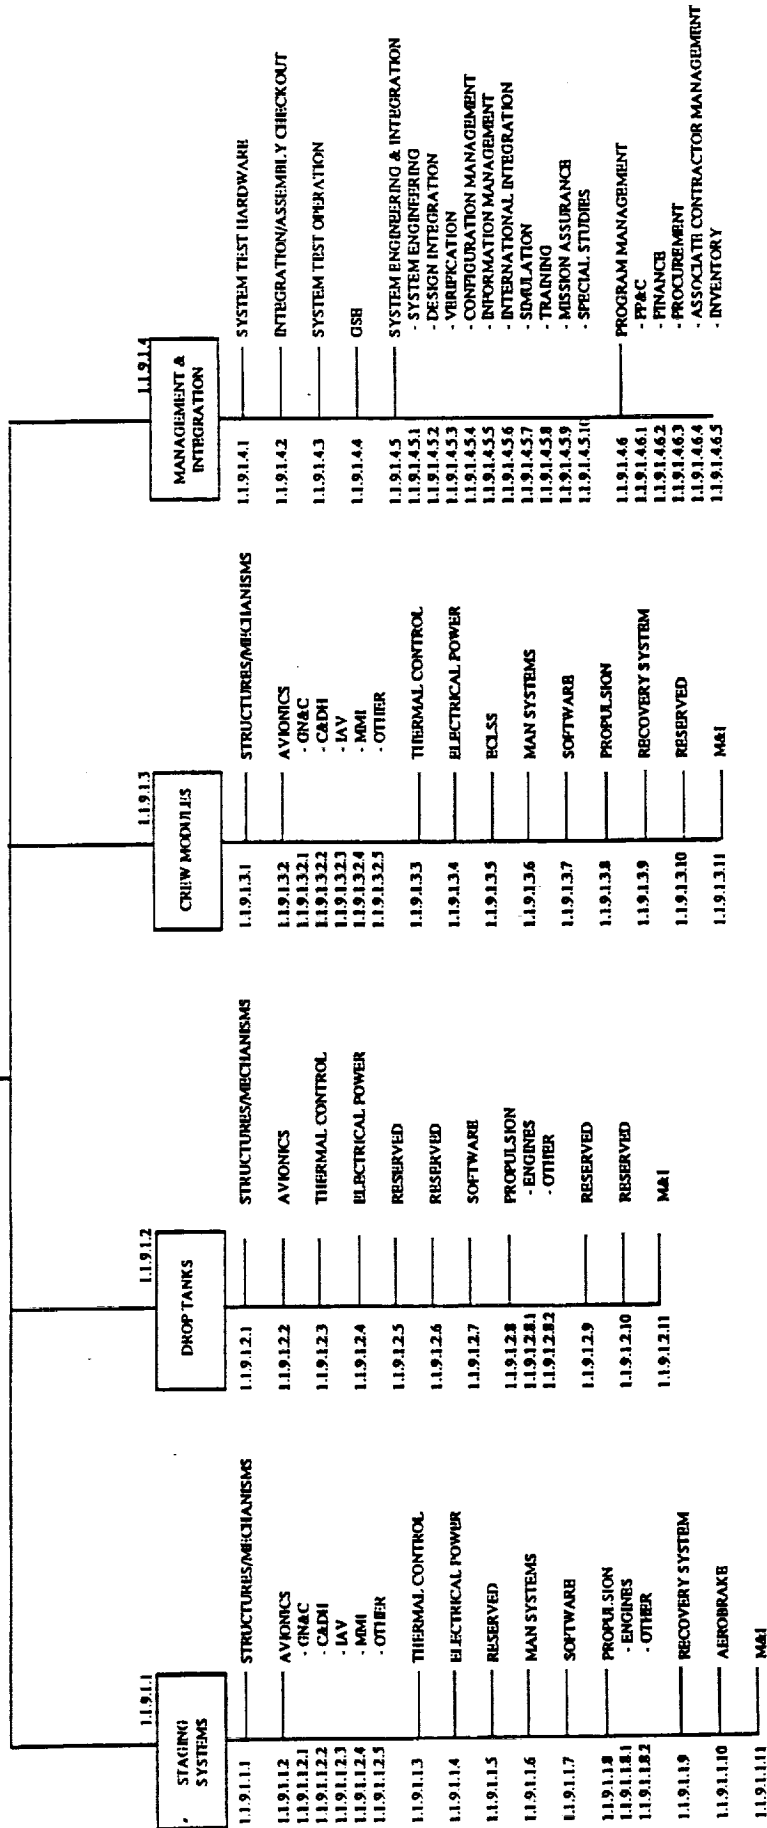 1.1.9.1.1
STAGING
SYSTEMS
1.1.9.1.1.1 STRUCTURES/MECHANISMS
1.1.9.1.1.2 AVIONICS
1.1.9.1.1.2.1 - GN&C
1.1.9.1.1.2.2 - C&DH
1.1.9.1.1.2.3 - IAV
1.1.9.1.1.2.4 - MMI
1.1.9.1.1.2.5 - OTHER
1.1.9.1.1.3 THERMAL CONTROL
1.1.9.1.1.4 ELECTRICAL POWER
1.1.9.1.1.5 RESERVED
1.1.9.1.1.6 MAN SYSTEMS
1.1.9.1.1.7 SOFTWARE
1.1.9.1.1.8 PROPULSION
1.1.9.1.1.8.1 - ENGINES
1.1.9.1.1.8.2 - OTHER
1.1.9.1.1.9 RECOVERY SYSTEM
1.1.9.1.1.10 AEROBRAKE
1.1.9.1.1.11 M&I
1.1.9.1.2
DROP TANKS
1.1.9.1.2.1 STRUCTURES/MECHANISMS
1.1.9.1.2.2 AVIONICS
1.1.9.1.2.3 THERMAL CONTROL
1.1.9.1.2.4 ELECTRICAL POWER
1.1.9.1.2.5 RESERVED
1.1.9.1.2.6 RESERVED
1.1.9.1.2.7 SOFTWARE
1.1.9.1.2.8 PROPULSION
1.1.9.1.2.8.1 - ENGINES
1.1.9.1.2.8.2 - OTHER
1.1.9.1.2.9 RESERVED
1.1.9.1.2.10 RESERVED
1.1.9.1.2.11 M&I
1.1.9.1.3
CREW MODULES
1.1.9.1.3.1 STRUCTURES/MECHANISMS
1.1.9.1.3.2 AVIONICS
1.1.9.1.3.2.1 - GN&C
1.1.9.1.3.2.2 - C&DH
1.1.9.1.3.2.3 - IAV
1.1.9.1.3.2.4 - MMI
1.1.9.1.3.2.5 - OTHER
1.1.9.1.3.3 THERMAL CONTROL
1.1.9.1.3.4 ELECTRICAL POWER
1.1.9.1.3.5 ECLSS
1.1.9.1.3.6 MAN SYSTEMS
1.1.9.1.3.7 SOFTWARE
1.1.9.1.3.8 PROPULSION
1.1.9.1.3.9 RECOVERY SYSTEM
1.1.9.1.3.10 RESERVED
1.1.9.1.3.11 M&I
1.1.9.1.4
MANAGEMENT &
INTEGRATION
1.1.9.1.4.1 SYSTEM TEST HARDWARE
1.1.9.1.4.2 INTEGRATION/ASSEMBLY CHECKOUT
1.1.9.1.4.3 SYSTEM TEST OPERATION
1.1.9.1.4.4 GSE
1.1.9.1.4.5 SYSTEM ENGINEERING & INTEGRATION
1.1.9.1.4.5.1 - SYSTEM ENGINEERING
1.1.9.1.4.5.2 - DESIGN INTEGRATION
1.1.9.1.4.5.3 - VERIFICATION
1.1.9.1.4.5.4 - CONFIGURATION MANAGEMENT
1.1.9.1.4.5.5 - INFORMATION MANAGEMENT
1.1.9.1.4.5.6 - INTERNATIONAL INTEGRATION
1.1.9.1.4.5.7 - SIMULATION
1.1.9.1.4.5.8 - TRAINING
1.1.9.1.4.5.9 - MISSION ASSURANCE
1.1.9.1.4.5.10 - SPECIAL STUDIES
1.1.9.1.4.6 PROGRAM MANAGEMENT
1.1.9.1.4.6.1 - PP&C
1.1.9.1.4.6.2 - FINANCE
1.1.9.1.4.6.3 - PROCUREMENT
1.1.9.1.4.6.4 - ASSOCIATE CONTRACTOR MANAGEMENT
1.1.9.1.4.6.5 - INVENTORY